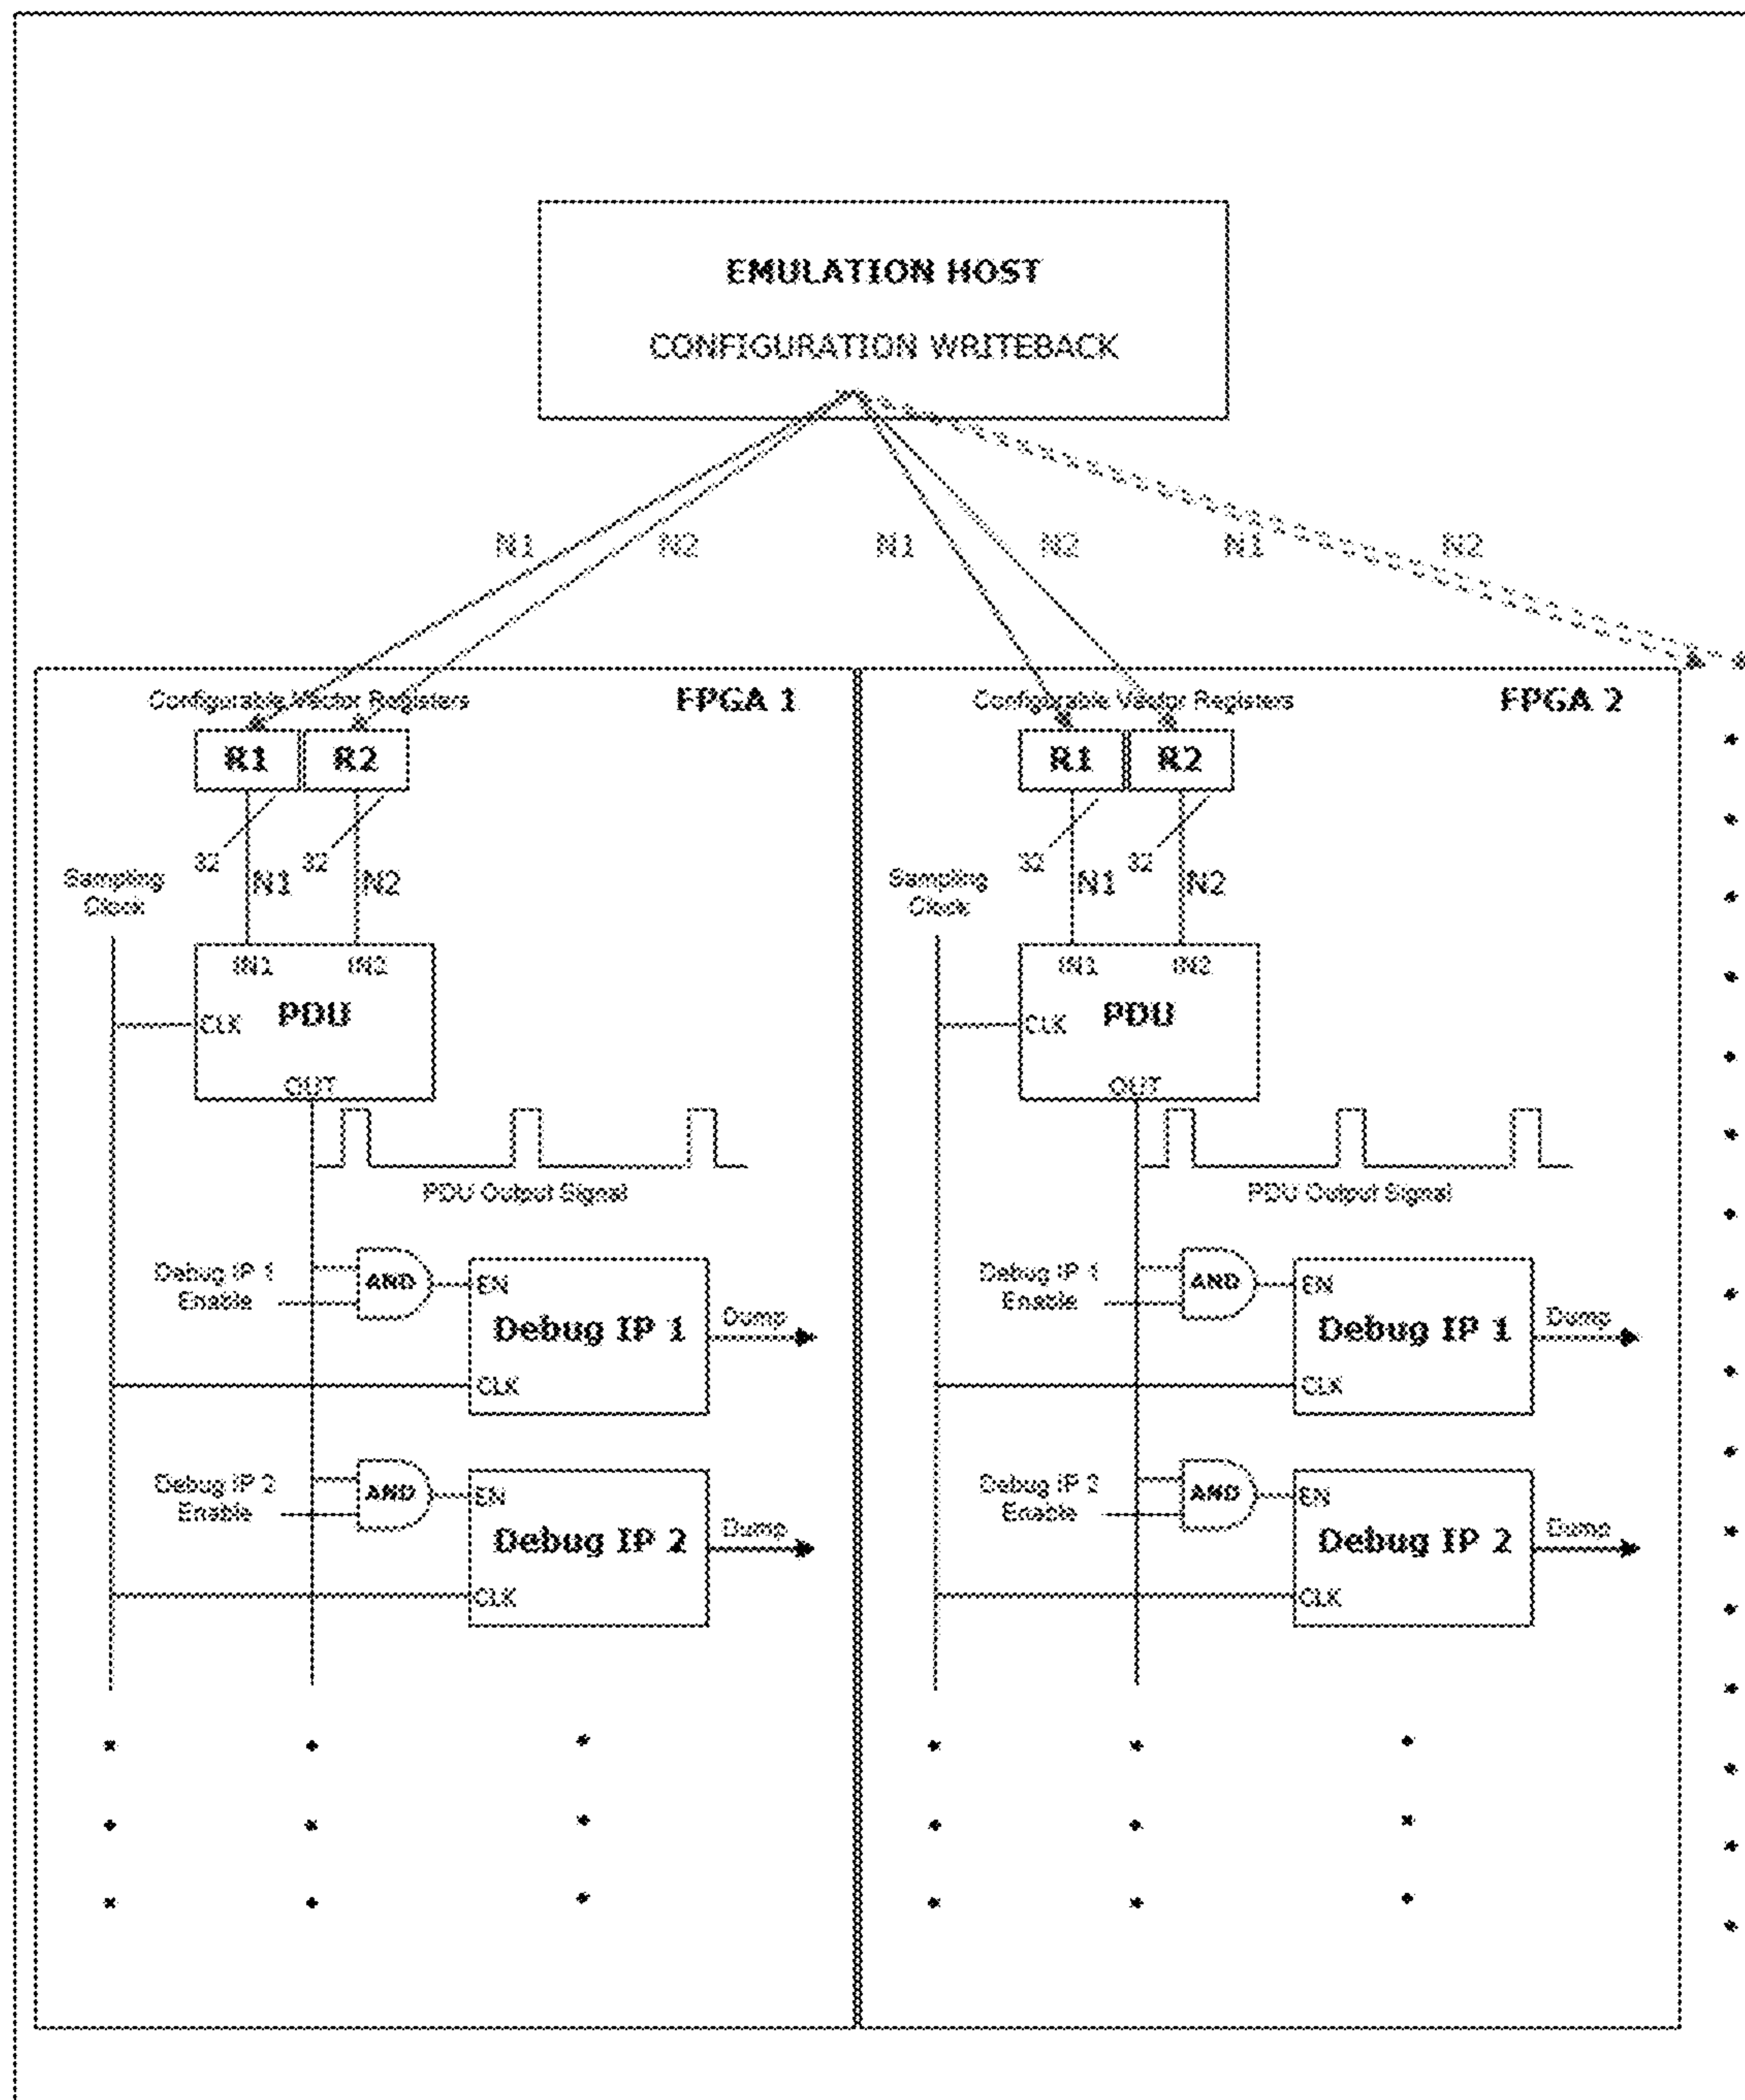 EMULATION HOST
CONFIGURATION WRITEBACK
N1 N2 N1 N2 N1 N2
Configurable Vector Registers
FPGA 1
R1 R2
32 32
N1 N2
Sampling
Clock
IN1 IN2
CLK PDU
OUT
PDU Output Signal
Debug IP 1
Enable
AND
EN
Debug IP 1
CLK
Dump
Debug IP 2
Enable
AND
EN
Debug IP 2
CLK
Dump
Configurable Vector Registers
FPGA 2
R1 R2
32 32
N1 N2
Sampling
Clock
IN1 IN2
CLK PDU
OUT
PDU Output Signal
Debug IP 1
Enable
AND
EN
Debug IP 1
CLK
Dump
Debug IP 2
Enable
AND
EN
Debug IP 2
CLK
Dump